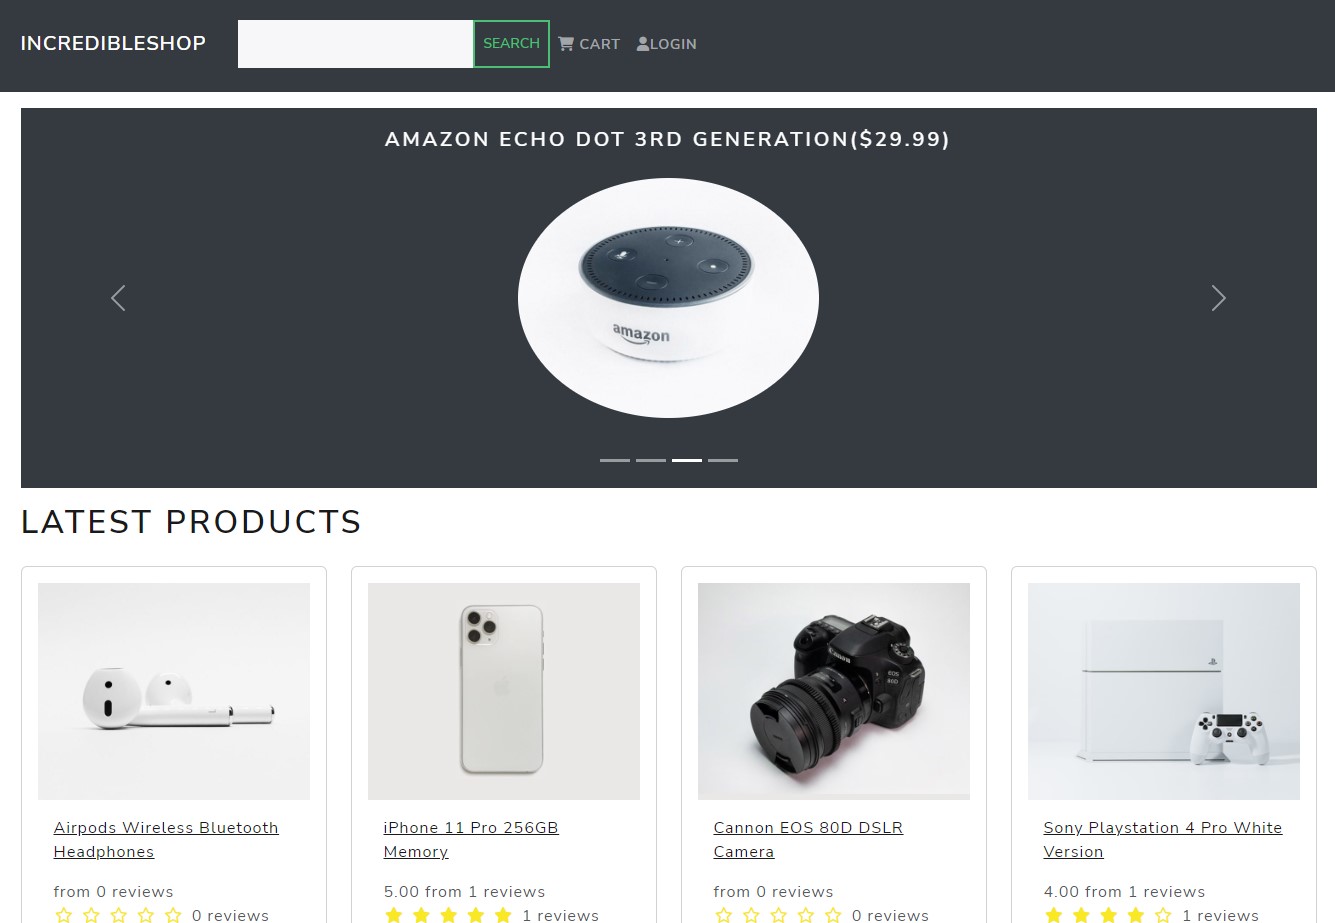 INCREDIBLESHOP
SEARCH
CART
LOGIN
AMAZON ECHO DOT 3RD GENERATION($29.99)
amazon
LATEST PRODUCTS
Canon
EOS
80D
Airpods Wireless Bluetooth
Headphones
iPhone 11 Pro 256GB
Memory
Cannon EOS 80D DSLR
Camera
Sony Playstation 4 Pro White
Version
from 0 reviews
0 reviews
5.00 from 1 reviews
1 reviews
from 0 reviews
0 reviews
4.00 from 1 reviews
1 reviews